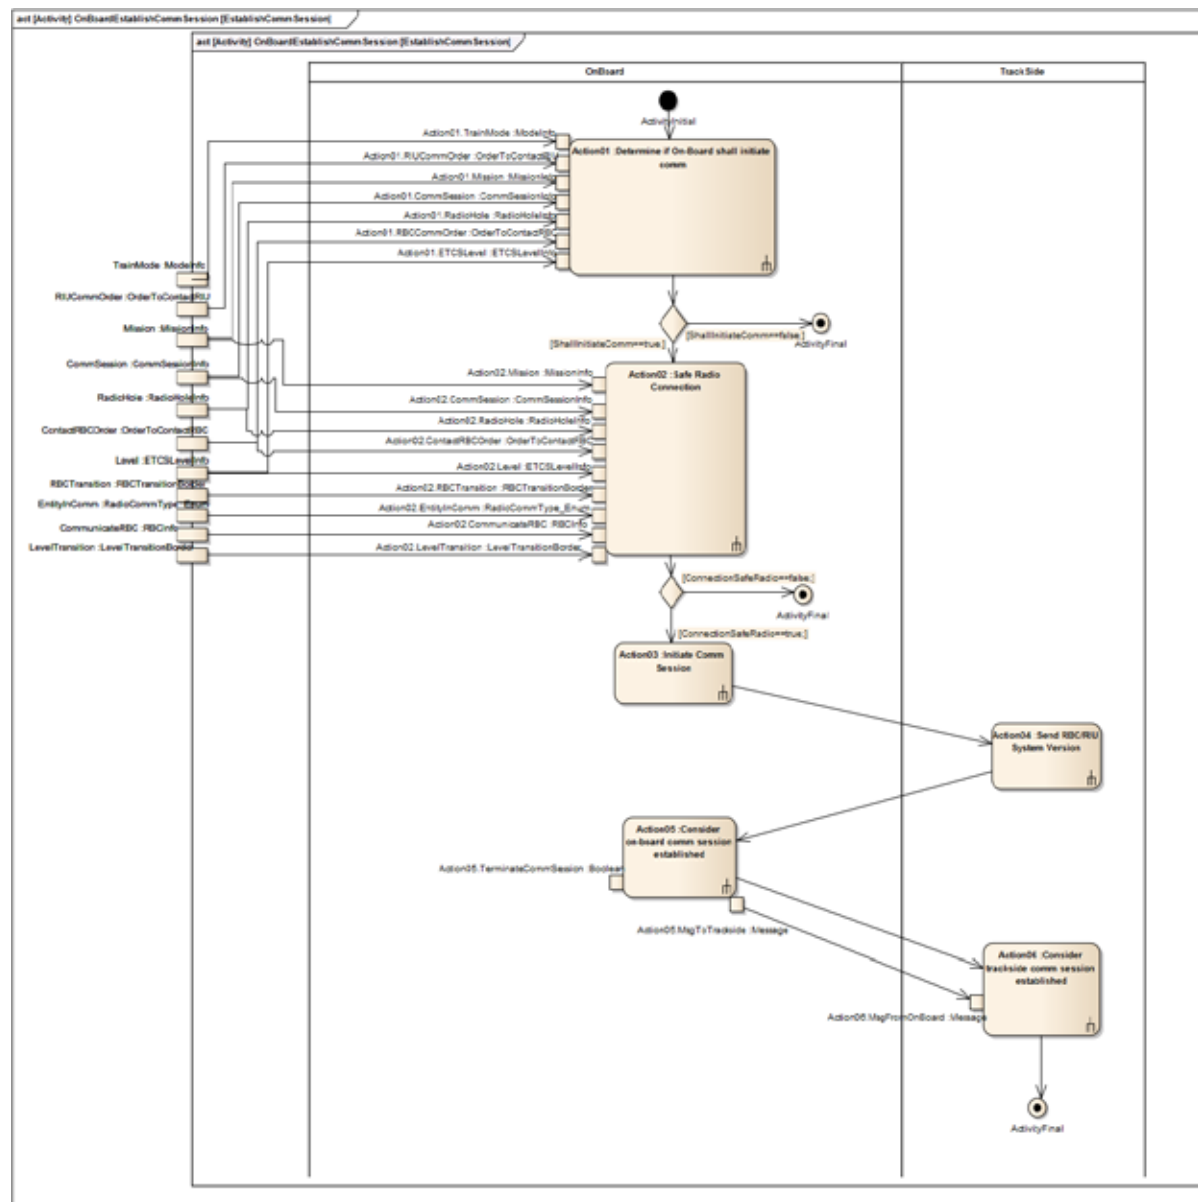 act [Activity] OnBoardEstablishCommSession [EstablishCommSession]
act [Activity] OnBoardEstablishCommSession [EstablishCommSession]
OnBoard
TrackSide
ActivityInitial
Action01.TrainMode :ModeInfo
Action01 :Determine if On-Board shall initiate
comm
Action01.RIUCommOrder :OrderToContactRIU
Action01.Mission :MissionInfo
Action01.CommSession :CommSessionInfo
Action01.RadioHole :RadioHoleInfo
Action01.RBCCommOrder :OrderToContactRBC
Action01.ETCSLevel :ETCSLevelInfo
TrainMode :ModeInfo
RIUCommOrder :OrderToContactRIU
Mission :MissionInfo
CommSession :CommSessionInfo
RadioHole :RadioHoleInfo
ContactRBCOrder :OrderToContactRBC
Level :ETCSLevelInfo
RBCTransition :RBCTransitionBorder
EntityInComm :RadioCommType_Enum
CommunicateRBC :RBCInfo
LevelTransition :LevelTransitionBorder
[ShallInitiateComm==false;]
ActivityFinal
[ShallInitiateComm==true;]
Action02 :Safe Radio
Connection
Action02.Mission :MissionInfo
Action02.CommSession :CommSessionInfo
Action02.RadioHole :RadioHoleInfo
Action02.ContactRBCOrder :OrderToContactRBC
Action02.Level :ETCSLevelInfo
Action02.RBCTransition :RBCTransitionBorder
Action02.EntityInComm :RadioCommType_Enum
Action02.CommunicateRBC :RBCInfo
Action02.LevelTransition :LevelTransitionBorder
[ConnectionSafeRadio==false;]
ActivityFinal
[ConnectionSafeRadio==true;]
Action03 :Initiate Comm
Session
Action04 :Send RBC/RIU
System Version
Action05 :Consider
on-board comm session
established
Action05.TerminateCommSession :Boolean
Action05.MsgToTrackside :Message
Action06 :Consider
trackside comm session
established
Action06.MsgFromOnBoard :Message
ActivityFinal